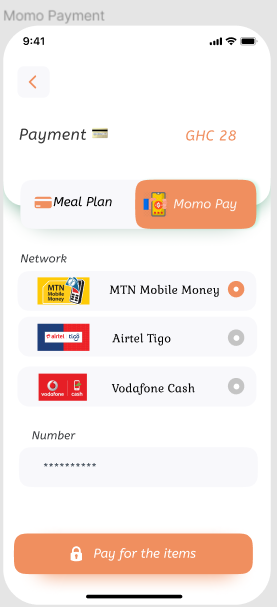 Momo Payment
9:41
Payment
GHC 28
Meal Plan
Momo Pay
Network
MTN
Mobile
Money
MTN Mobile Money
airtel tigo
Airtel Tigo
vodafone cash
Vodafone Cash
Number
**********
Pay for the items